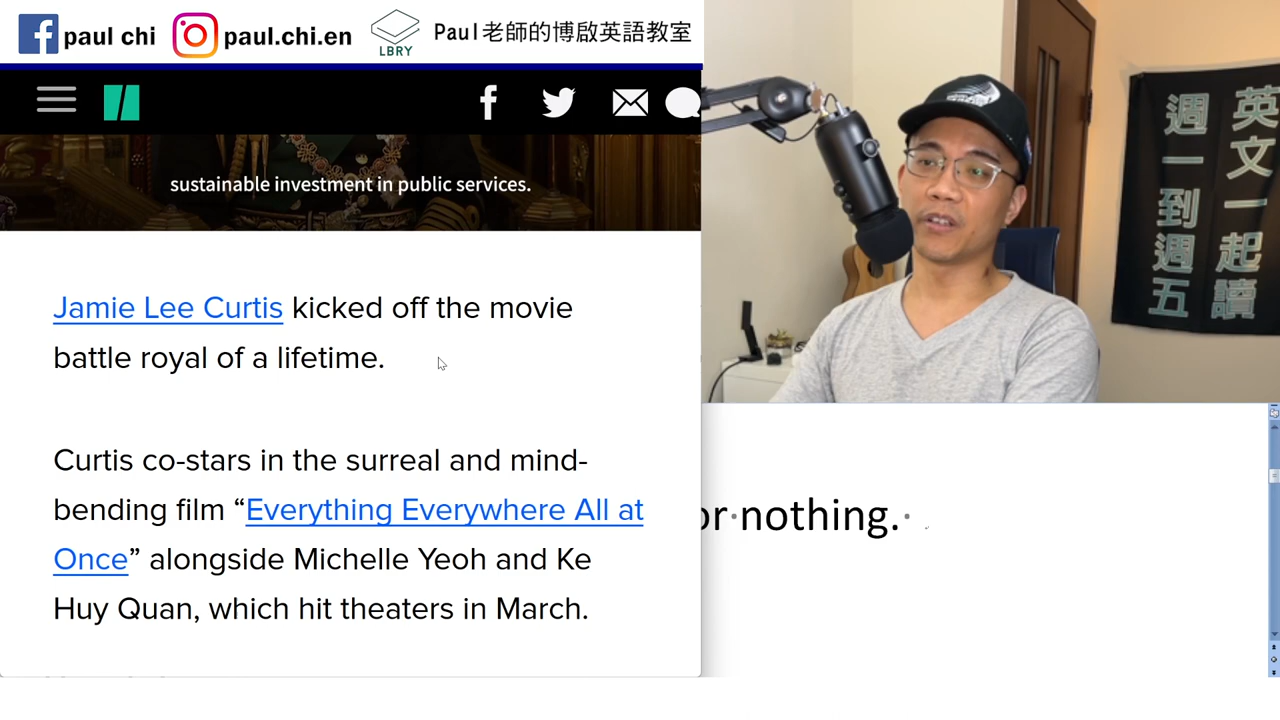 paul chi
paul.chi.en
LBRY
Paul老師的博啟英語教室
sustainable investment in public services.
Jamie Lee Curtis kicked off the movie
battle royal of a lifetime.
Curtis co-stars in the surreal and mind-
bending film “Everything Everywhere All at
Once” alongside Michelle Yeoh and Ke
Huy Quan, which hit theaters in March.
英文一起讀
週一到週五
or nothing.